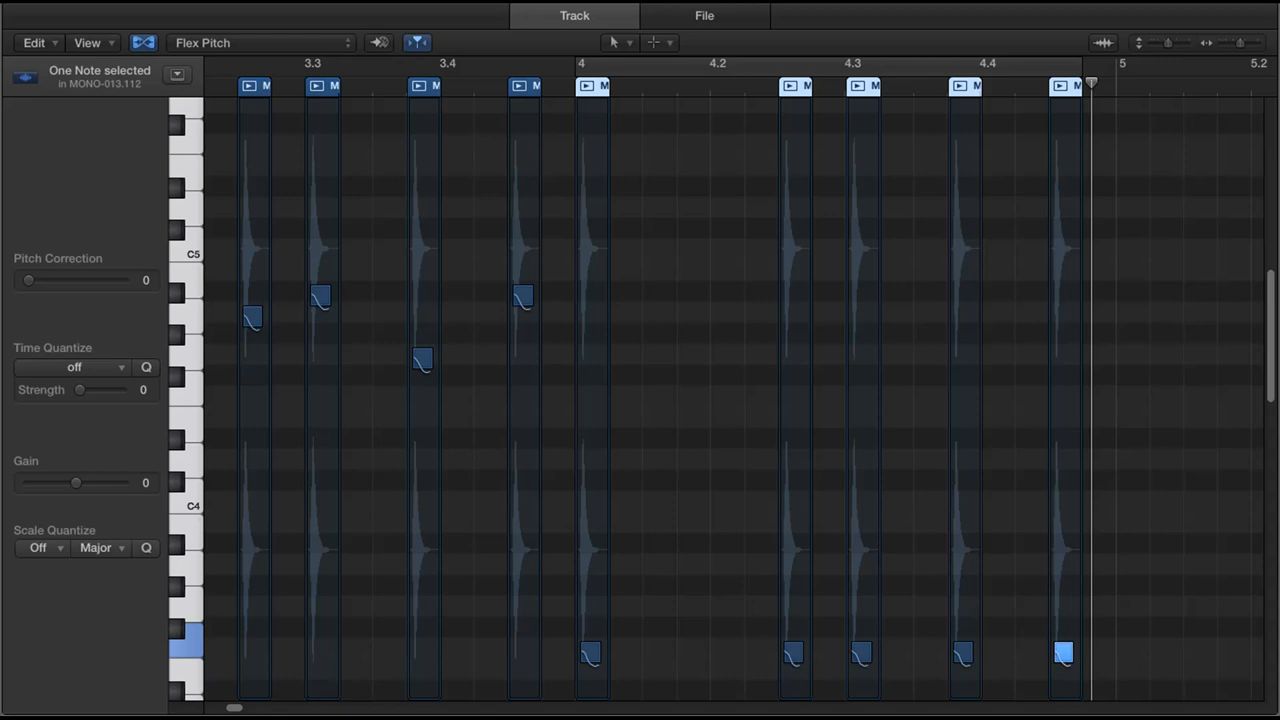 Track File
Edit View Flex Pitch
One Note selected
in MONO-013.112
3.3 3.4 4 4.2 4.3 4.4 5 5.2
M M M M M M M M M
C5
Pitch Correction
0
Time Quantize
off Q
Strength 0
Gain
0
C4
Scale Quantize
Off Major Q